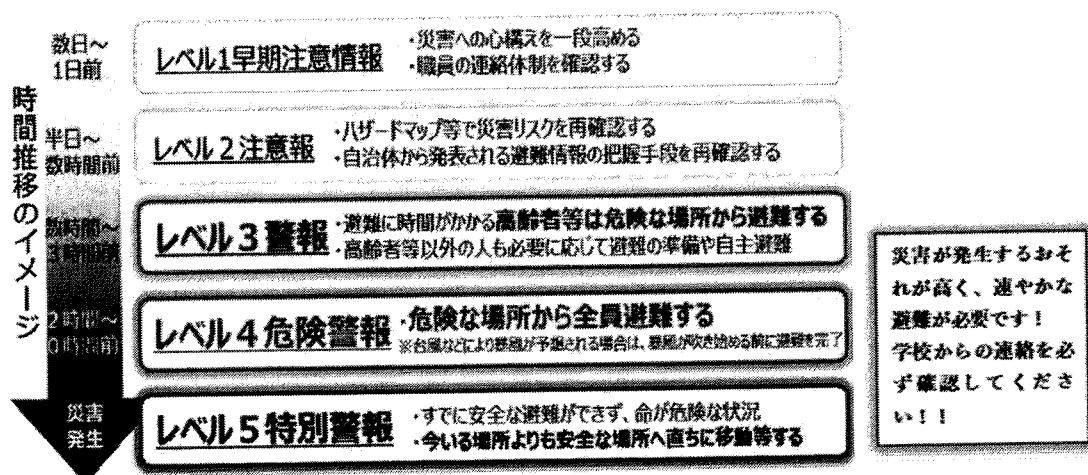 時間推移のイメージ
数日～
1日前
レベル1早期注意情報
・災害への心構えを一段高める
・職員の連絡体制を確認する
半日～
数時間前
レベル2注意報
・ハザードマップ等で災害リスクを再確認する
・自治体から発表される避難情報の把握手段を再確認する
数時間～
3時間前
レベル3警報
・避難に時間がかかる高齢者等は危険な場所から避難する
・高齢者等以外の人も必要に応じて避難の準備や自主避難
2時間～
0時間前
レベル4危険警報
・危険な場所から全員避難する
※台風などにより暴風が予想される場合は、暴風が吹き始める前に避難を完了
災害
発生
レベル5特別警報
・すでに安全な避難ができず、命が危険な状況
・今いる場所よりも安全な場所へ直ちに移動等する
災害が発生するおそ
れが高く、速やかな
避難が必要です！
学校からの連絡を必
ず確認してくださ
い！！